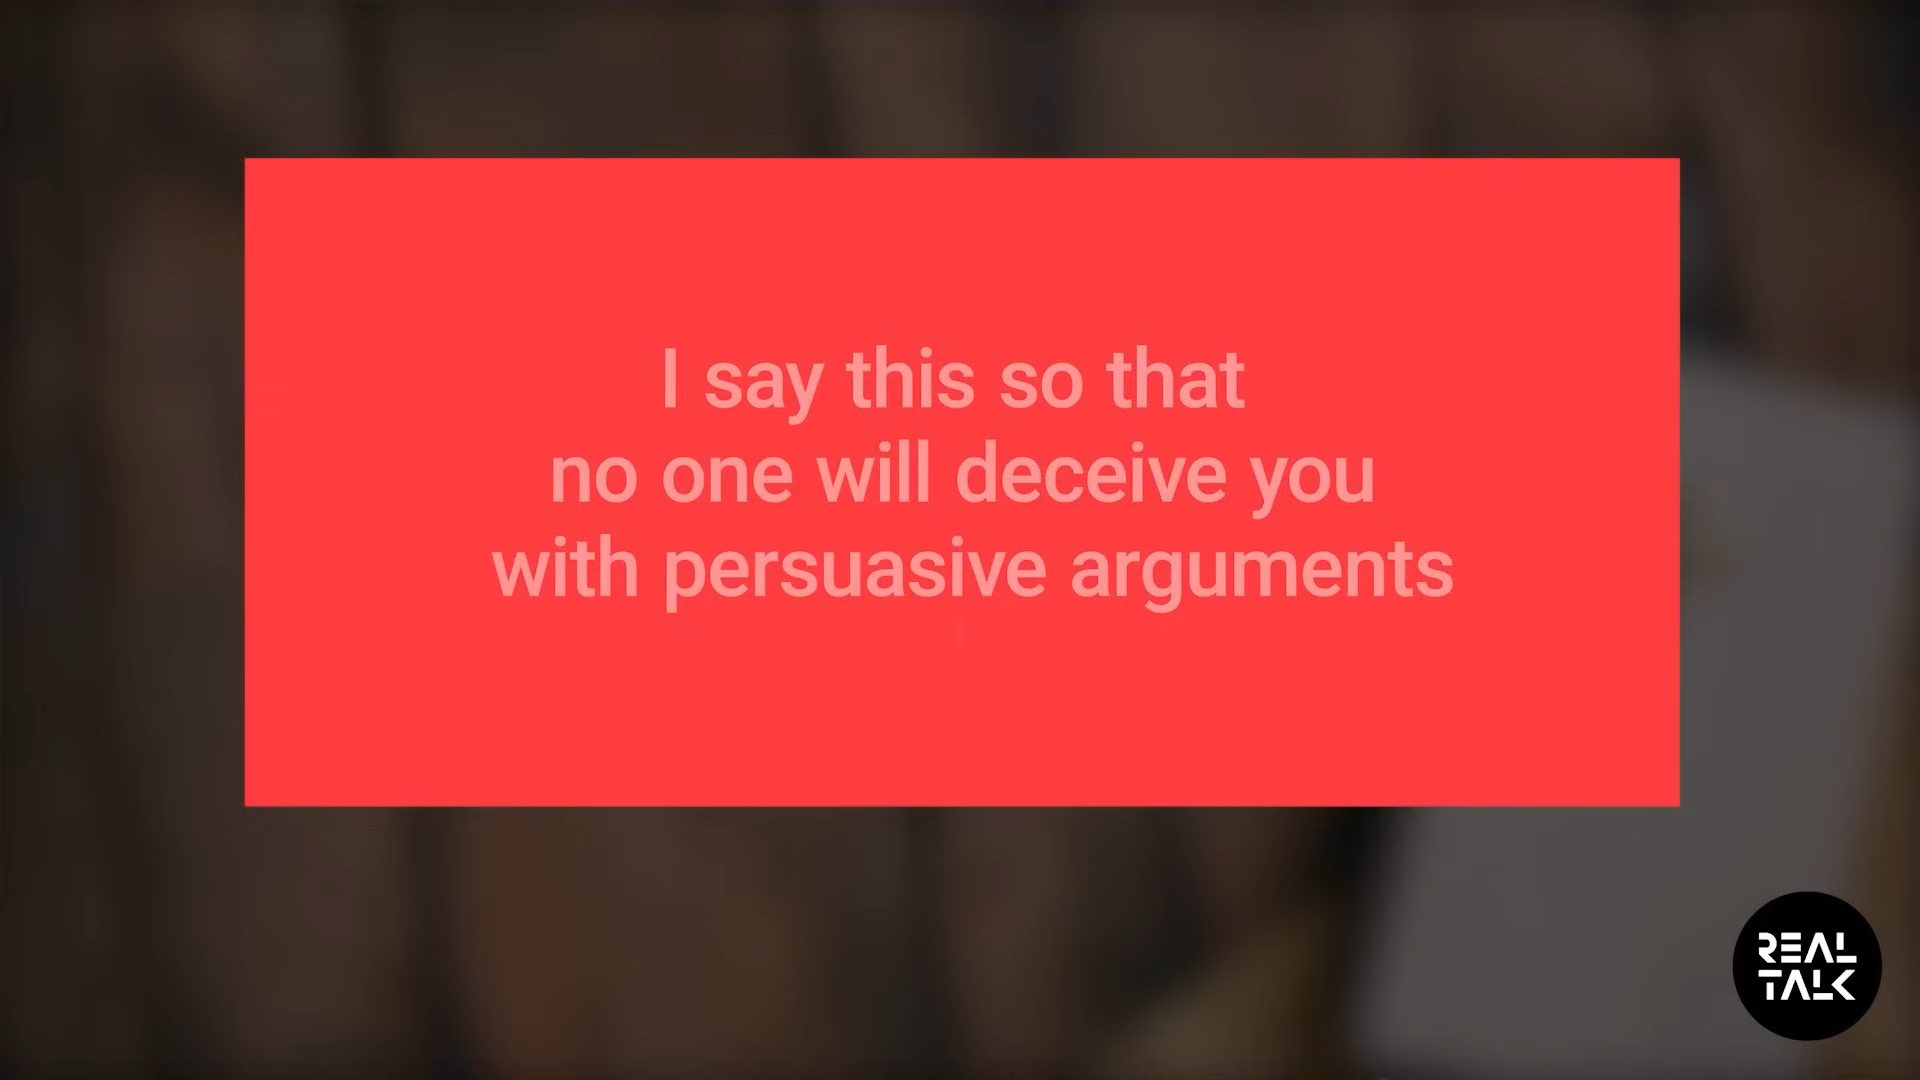 I say this so that
no one will deceive you
with persuasive arguments
REAL
TALK